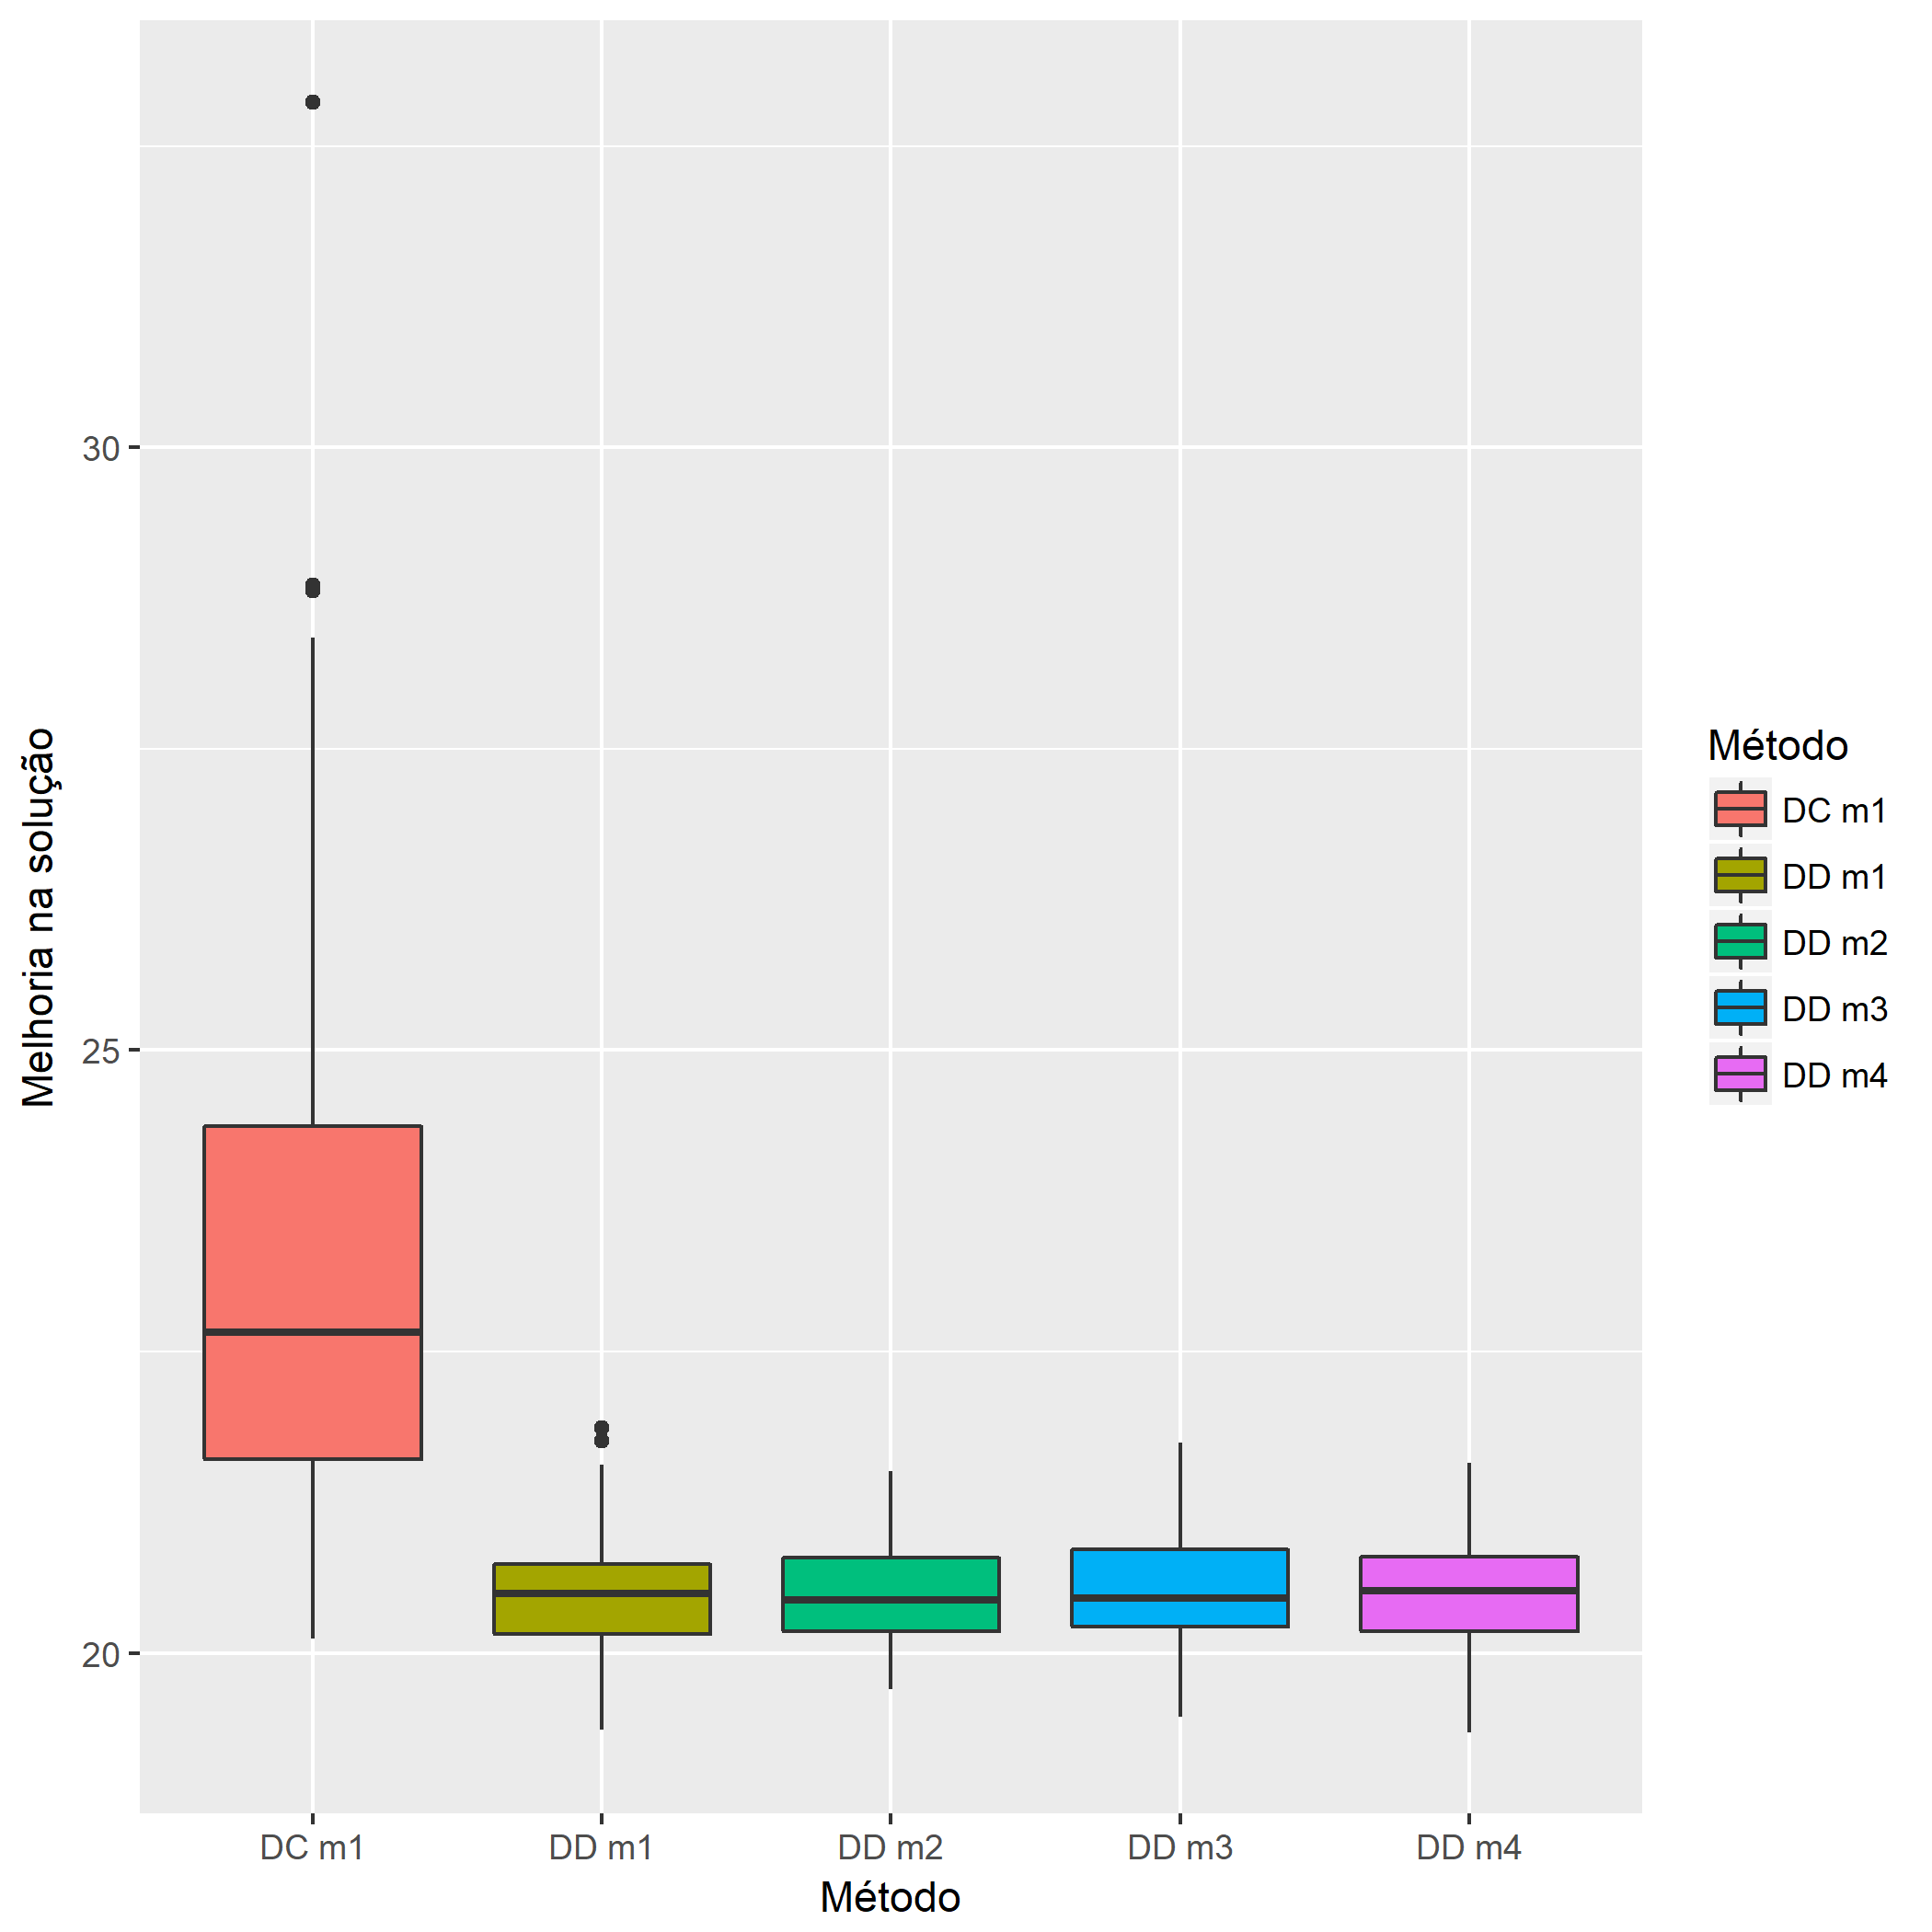 30
25
20
Melhoria na solução
DC m1
DD m1
DD m2
DD m3
DD m4
Método
Método
DC m1
DD m1
DD m2
DD m3
DD m4